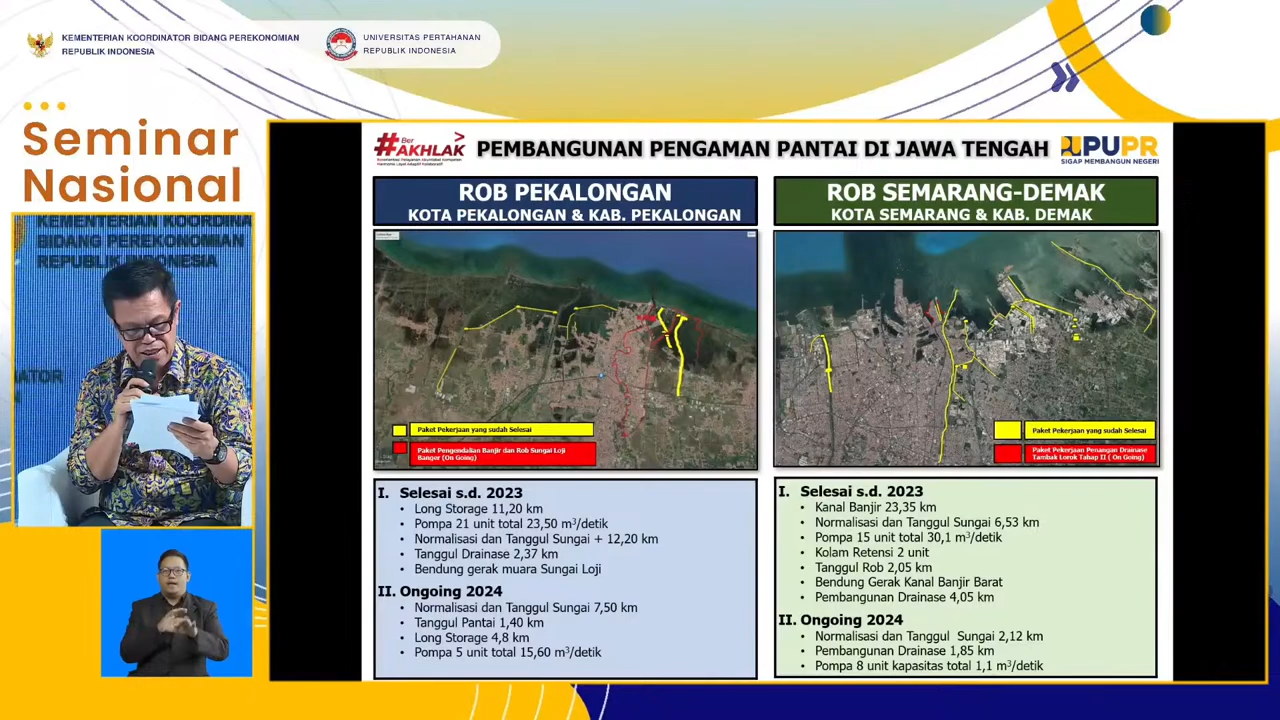 KEMENTERIAN KOORDINATOR BIDANG PEREKONOMIAN
REPUBLIK INDONESIA
UNIVERSITAS PERTAHANAN
REPUBLIK INDONESIA
Seminar
Nasional
KEMENTERIAN KOORDINA
BIDANG PEREKONOMIAN
REPUBLIK INDONESIA
ATOR
#Ber
AKHLAK
PEMBANGUNAN PENGAMAN PANTAI DI JAWA TENGAH
PUPR
SIGAP MEMBANGUN NEGERI
ROB PEKALONGAN
KOTA PEKALONGAN & KAB. PEKALONGAN
Paket Pekerjaan yang sudah Selesai
Paket Pengendalian Banjir dan Rob Sungai Loji
Banger (On Going)
I. Selesai s.d. 2023
• Long Storage 11,20 km
• Pompa 21 unit total 23,50 m³/detik
• Normalisasi dan Tanggul Sungai + 12,20 km
• Tanggul Drainase 2,37 km
• Bendung gerak muara Sungai Loji
II. Ongoing 2024
• Normalisasi dan Tanggul Sungai 7,50 km
• Tanggul Pantai 1,40 km
• Long Storage 4,8 km
• Pompa 5 unit total 15,60 m³/detik
ROB SEMARANG-DEMAK
KOTA SEMARANG & KAB. DEMAK
Paket Pekerjaan yang sudah Selesai
Paket Pekerjaan Penangan Drainase
Tambak Lorok Tahap II ( On Going)
I. Selesai s.d. 2023
• Kanal Banjir 23,35 km
• Normalisasi dan Tanggul Sungai 6,53 km
• Pompa 15 unit total 30,1 m³/detik
• Kolam Retensi 2 unit
• Tanggul Rob 2,05 km
• Bendung Gerak Kanal Banjir Barat
• Pembangunan Drainase 4,05 km
II. Ongoing 2024
• Normalisasi dan Tanggul Sungai 2,12 km
• Pembangunan Drainase 1,85 km
• Pompa 8 unit kapasitas total 1,1 m³/detik